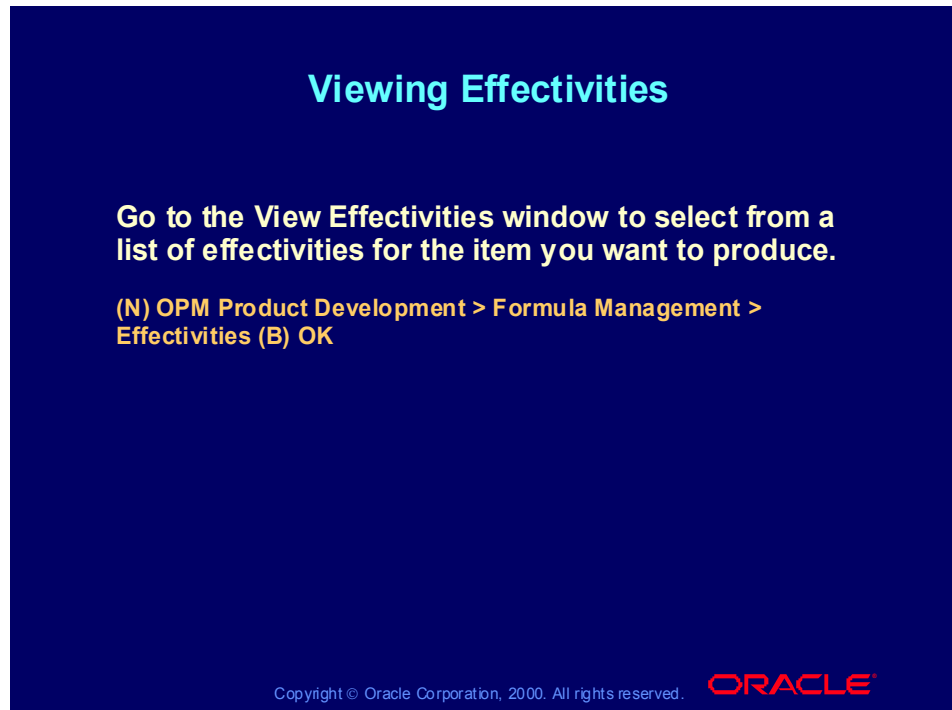 Viewing Effectivities
Go to the View Effectivities window to select from a
list of effectivities for the item you want to produce.
(N) OPM Product Development > Formula Management >
Effectivities (B) OK
Copyright © Oracle Corporation, 2000. All rights reserved.
ORACLE®